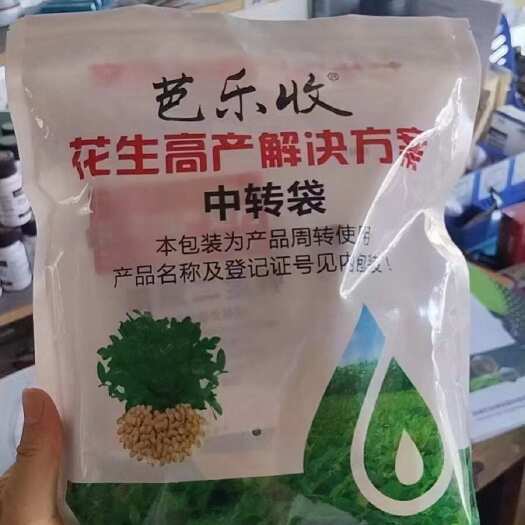 芭乐收®
花生高产解决方案
中转袋
本包装为产品周转使用
产品名称及登记证号见内包装!